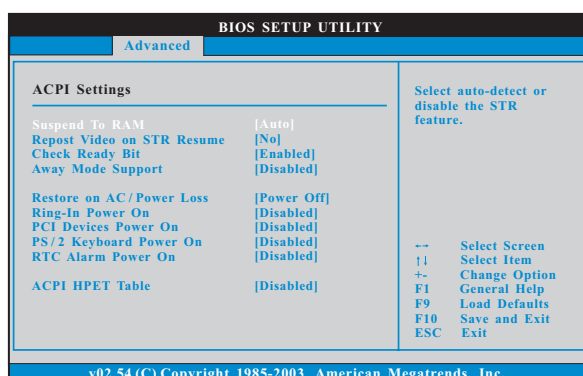 BIOS SETUP UTILITY
Advanced
ACPI Settings
Suspend To RAM [Auto]
Repost Video on STR Resume [No]
Check Ready Bit [Enabled]
Away Mode Support [Disabled]
Restore on AC/Power Loss [Power Off]
Ring-In Power On [Disabled]
PCI Devices Power On [Disabled]
PS/2 Keyboard Power On [Disabled]
RTC Alarm Power On [Disabled]
ACPI HPET Table [Disabled]
Select auto-detect or
disable the STR
feature.
←→ Select Screen
↑↓ Select Item
+- Change Option
F1 General Help
F9 Load Defaults
F10 Save and Exit
ESC Exit
v02.54 (C) Copyright 1985-2003, American Megatrends, Inc.